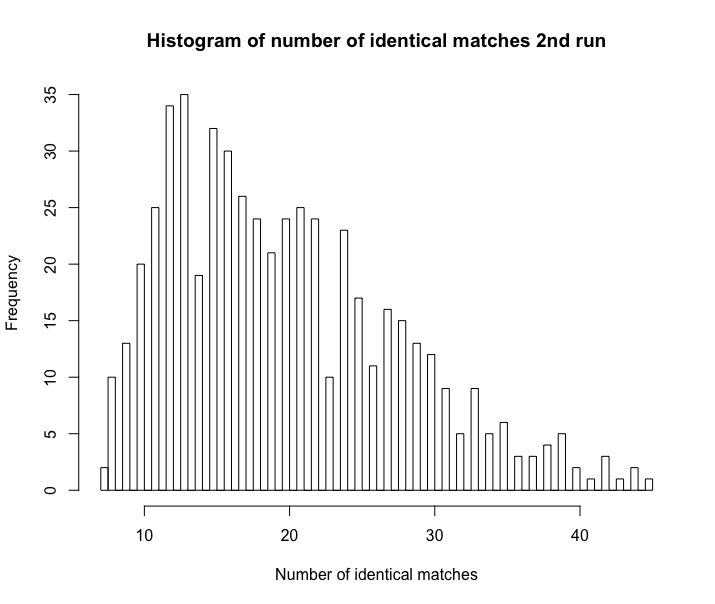 Histogram of number of identical matches 2nd run
35
30
25
20
15
10
5
0
Frequency
10 20 30 40
Number of identical matches